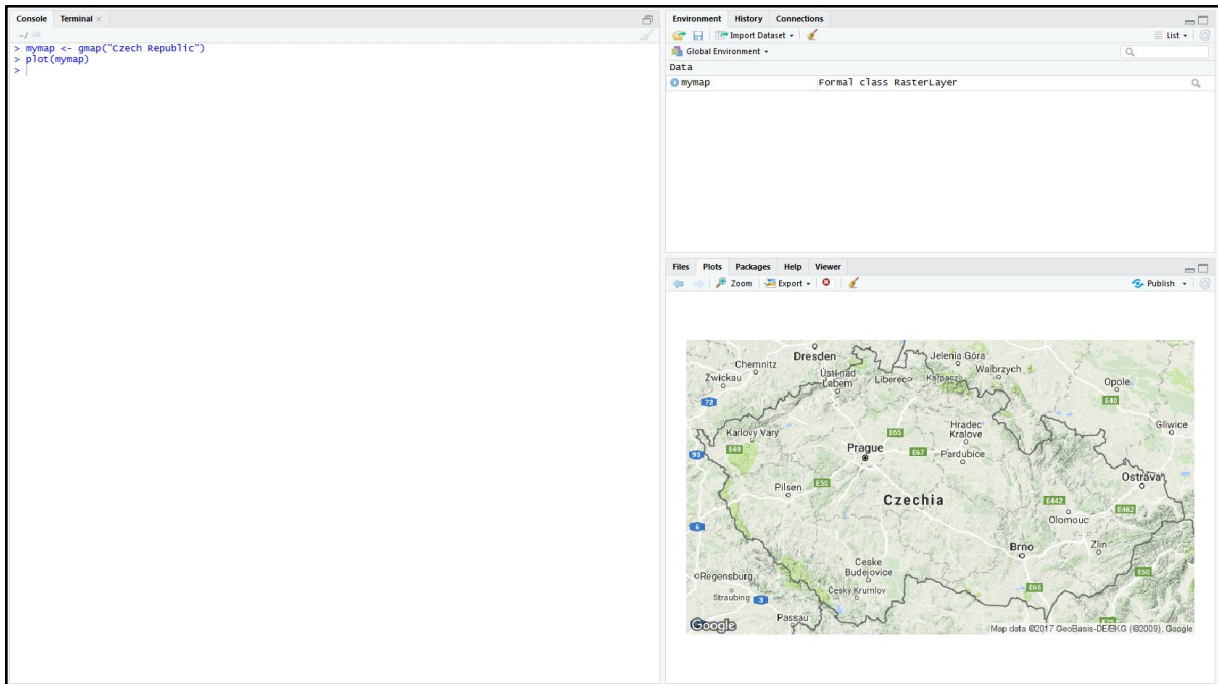 Console Terminal
~/
> mymap <- gmap("Czech Republic")
> plot(mymap)
>
Environment History Connections
Import Dataset List
Global Environment
Data
mymap Formal class RasterLayer
Files Plots Packages Help Viewer
Zoom Export Publish
Dresden
Jelenia Góra
Chemnitz
Walbrzych
Zwickau
Ústí nad
Labem
Liberec
Karpacz
Opole
72
E40
Karlovy Vary
E65
Hradec
Kralove
Gliwice
93
E49
Prague
E67
Pardubice
Ostrava
Pilsen
E50
Czechia
E442
E462
Olomouc
6
Brno
Zlín
Ceske
Budejovice
E50
Regensburg
E65
Český Krumlov
Straubing
3
Passau
Google
Map data ©2017 GeoBasis-DE/BKG (©2009), Google